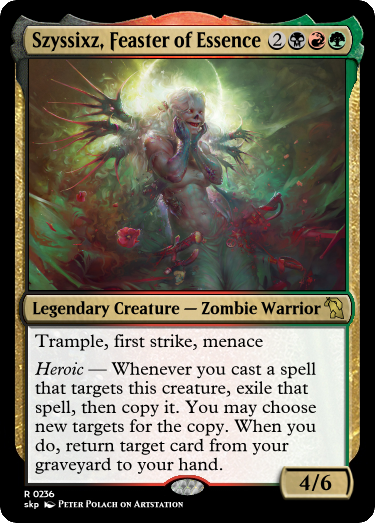 Szyssixz, Feaster of Essence 2
Legendary Creature — Zombie Warrior
Trample, first strike, menace
Heroic — Whenever you cast a spell
that targets this creature, exile that
spell, then copy it. You may choose
new targets for the copy. When you
do, return target card from your
graveyard to your hand.
4/6
R 0236
skp Peter Polach on Artstation